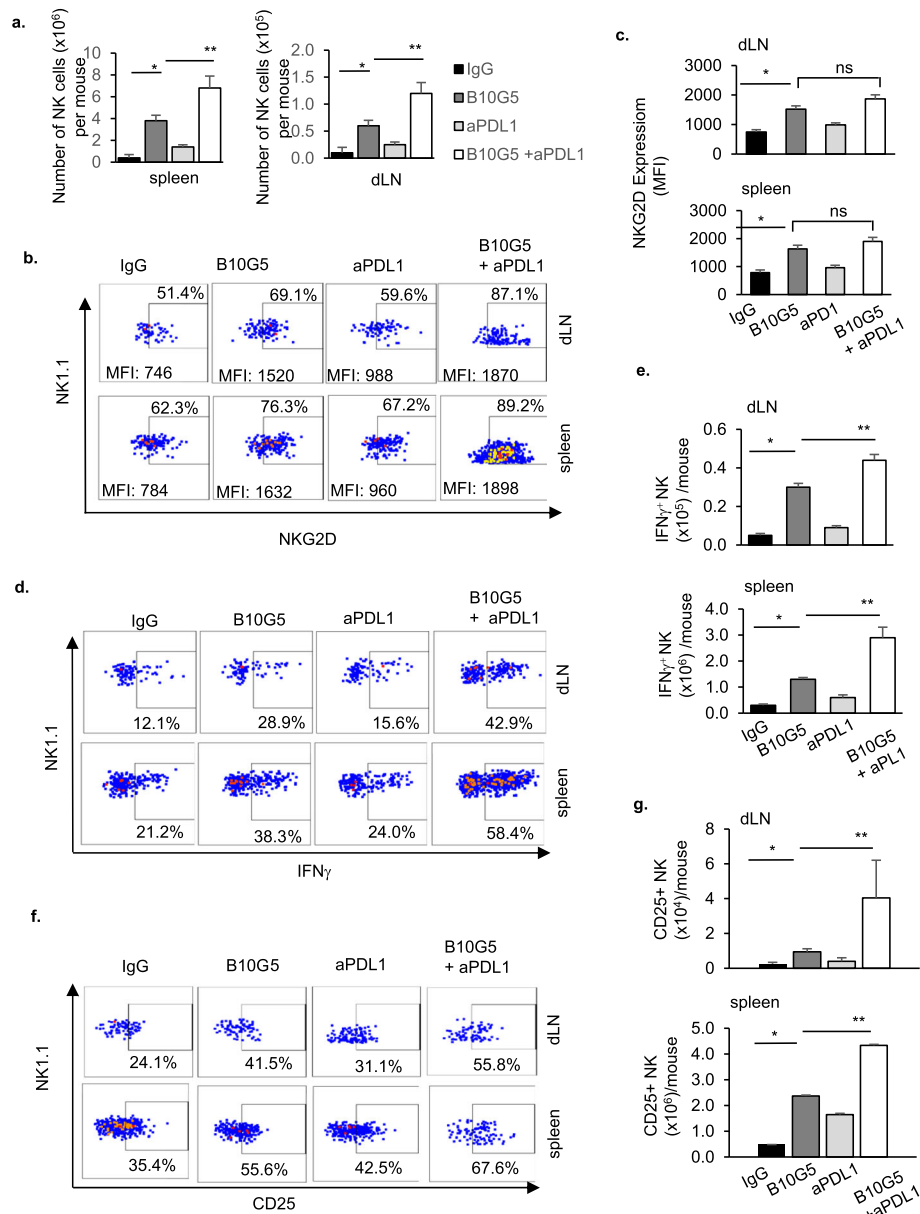 a.
Number of NK cells (x10⁶)
per mouse
10
8
6
4
2
0
*
**
spleen
Number of NK cells (x10⁵)
per mouse
2.0
1.5
1.0
0.5
0.0
*
**
dLN
IgG
B10G5
aPDL1
B10G5 +aPDL1
b.
IgG
B10G5
aPDL1
B10G5
+ aPDL1
51.4%
69.1%
59.6%
87.1%
MFI: 746
MFI: 1520
MFI: 988
MFI: 1870
dLN
62.3%
76.3%
67.2%
89.2%
MFI: 784
MFI: 1632
MFI: 960
MFI: 1898
spleen
NK1.1
NKG2D
c.
dLN
NKG2D Expressiom
(MFI)
3000
2000
1000
0
*
ns
spleen
3000
2000
1000
0
*
ns
IgG
B10G5
aPD1
B10G5
+ aPDL1
d.
IgG
B10G5
aPDL1
B10G5
+ aPDL1
12.1%
28.9%
15.6%
42.9%
dLN
21.2%
38.3%
24.0%
58.4%
spleen
NK1.1
IFNγ
e.
dLN
IFNγ⁺ NK
(x10⁵) /mouse
0.6
0.4
0.2
0.0
*
**
spleen
IFNγ⁺ NK
(x10⁶) /mouse
4.0
3.0
2.0
1.0
0.0
*
**
IgG
B10G5
aPDL1
B10G5
+ aPL1
f.
IgG
B10G5
aPDL1
B10G5
+ aPDL1
24.1%
41.5%
31.1%
55.8%
dLN
35.4%
55.6%
42.5%
67.6%
spleen
NK1.1
CD25
g.
dLN
CD25+ NK
(x10⁴)/mouse
8
6
4
2
0
*
**
spleen
CD25+ NK
(x10⁶)/mouse
5.0
4.0
3.0
2.0
1.0
0.0
*
**
IgG
B10G5
aPDL1
B10G5
+aPDL1